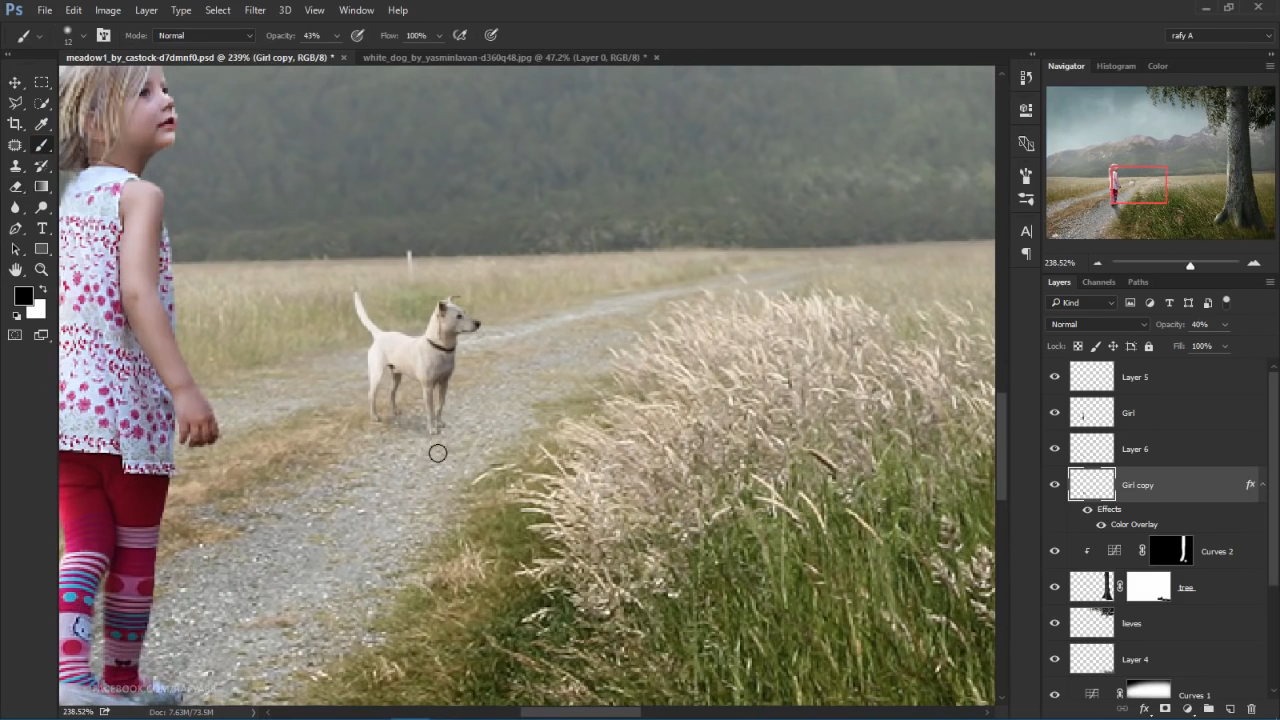 Ps File Edit Image Layer Type Select Filter 3D View Window Help
12 Mode: Normal Opacity: 43% Flow: 100% rafy A
meadow1_by_castock-d7dmnf0.psd @ 239% (Girl copy, RGB/8) * × white_dog_by_yasminlavan-d360q48.jpg @ 47.2% (Layer 0, RGB/8) * ×
Navigator Histogram Color
238.52%
Layers Channels Paths
Kind
Normal Opacity: 40%
Lock: Fill: 100%
Layer 5
Girl
Layer 6
Girl copy fx
Effects
Color Overlay
Curves 2
tree
lieves
Layer 4
Curves 1
238.52% Doc: 7.63M/73.5M